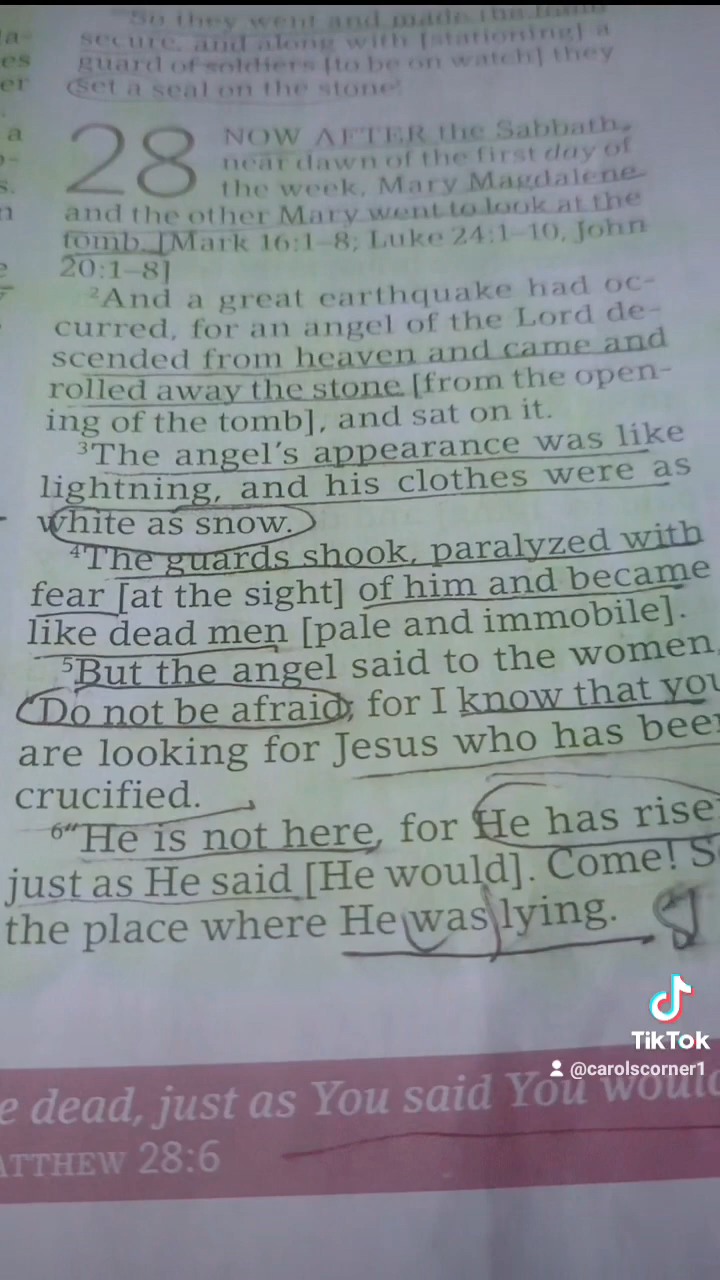 "So they went and made the tomb
secure, and along with [stationing] a
guard of soldiers [to be on watch] they
set a seal on the stone.
a-
es
er
a
s.
n
e
28
NOW AFTER the Sabbath,
near dawn of the first day of
the week, Mary Magdalene
and the other Mary went to look at the
tomb. [Mark 16:1–8; Luke 24:1–10, John
20:1–8]
2And a great earthquake had oc-
curred, for an angel of the Lord de-
scended from heaven and came and
rolled away the stone [from the open-
ing of the tomb], and sat on it.
3The angel's appearance was like
lightning, and his clothes were as
white as snow.
4The guards shook, paralyzed with
fear [at the sight] of him and became
like dead men [pale and immobile].
5But the angel said to the women,
Do not be afraid; for I know that you
are looking for Jesus who has been
crucified.
6"He is not here, for He has rise
just as He said [He would]. Come! S
the place where He was lying.
TikTok
@carolscorner1
e dead, just as You said You would
ATTHEW 28:6